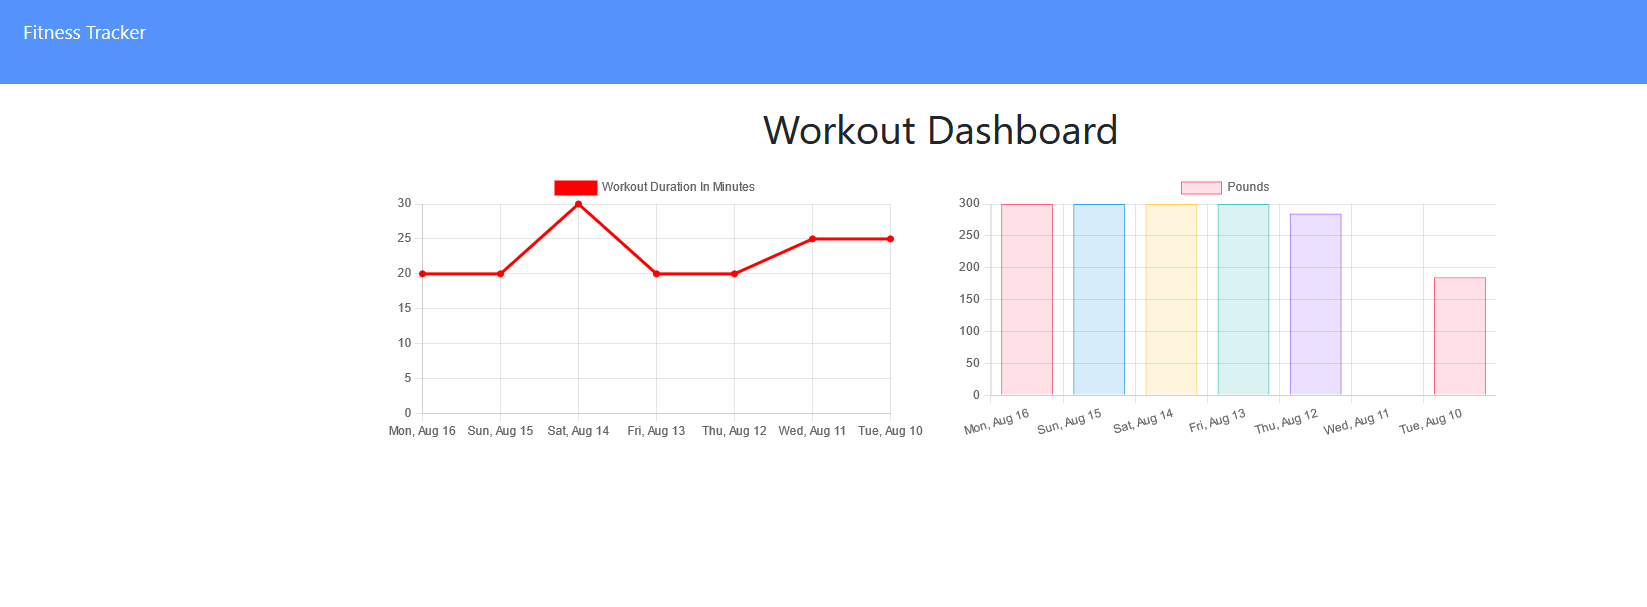 Fitness Tracker
Workout Dashboard
Workout Duration In Minutes
30
25
20
15
10
5
0
Mon, Aug 16 Sun, Aug 15 Sat, Aug 14 Fri, Aug 13 Thu, Aug 12 Wed, Aug 11 Tue, Aug 10
Pounds
300
250
200
150
100
50
0
Mon, Aug 16 Sun, Aug 15 Sat, Aug 14 Fri, Aug 13 Thu, Aug 12 Wed, Aug 11 Tue, Aug 10